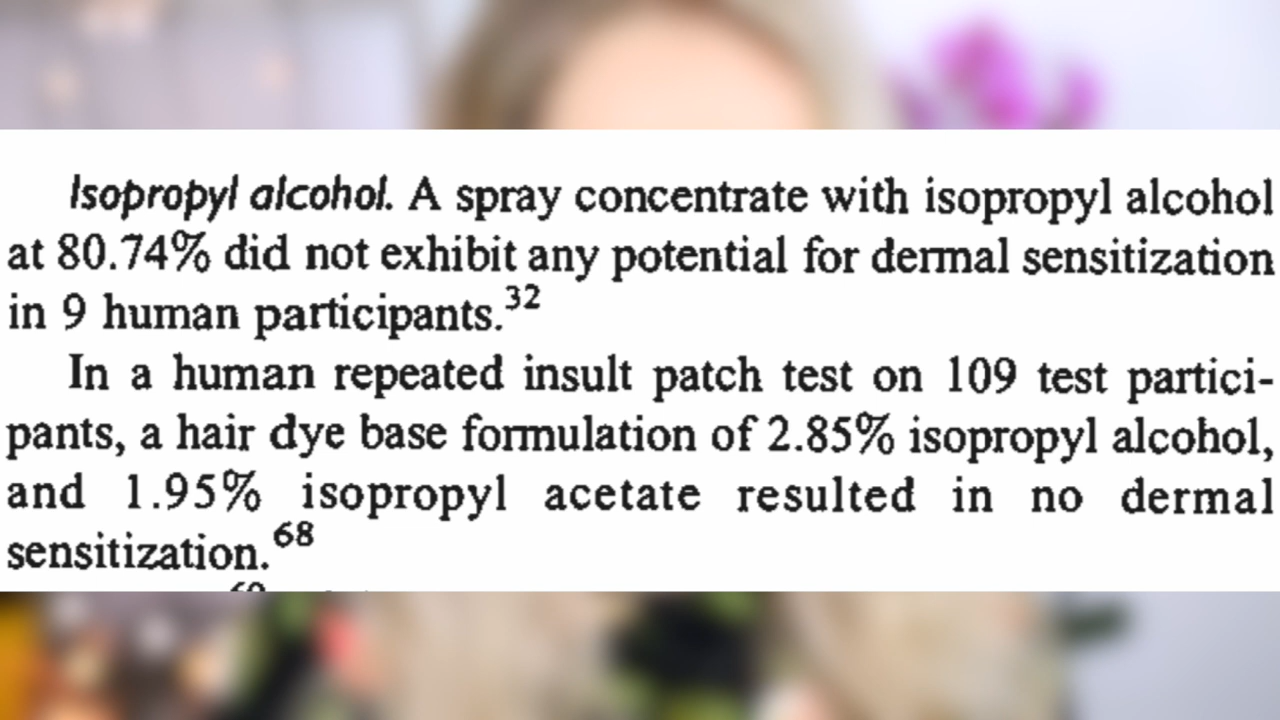 Isopropyl alcohol. A spray concentrate with isopropyl alcohol
at 80.74% did not exhibit any potential for dermal sensitization
in 9 human participants.32
In a human repeated insult patch test on 109 test partici-
pants, a hair dye base formulation of 2.85% isopropyl alcohol,
and 1.95% isopropyl acetate resulted in no dermal
sensitization.68